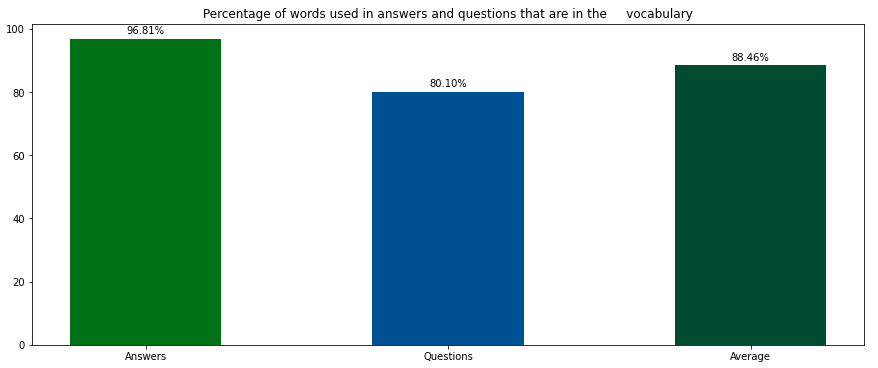 Percentage of words used in answers and questions that are in the vocabulary
100
80
60
40
20
0
96.81%
80.10%
88.46%
Answers
Questions
Average